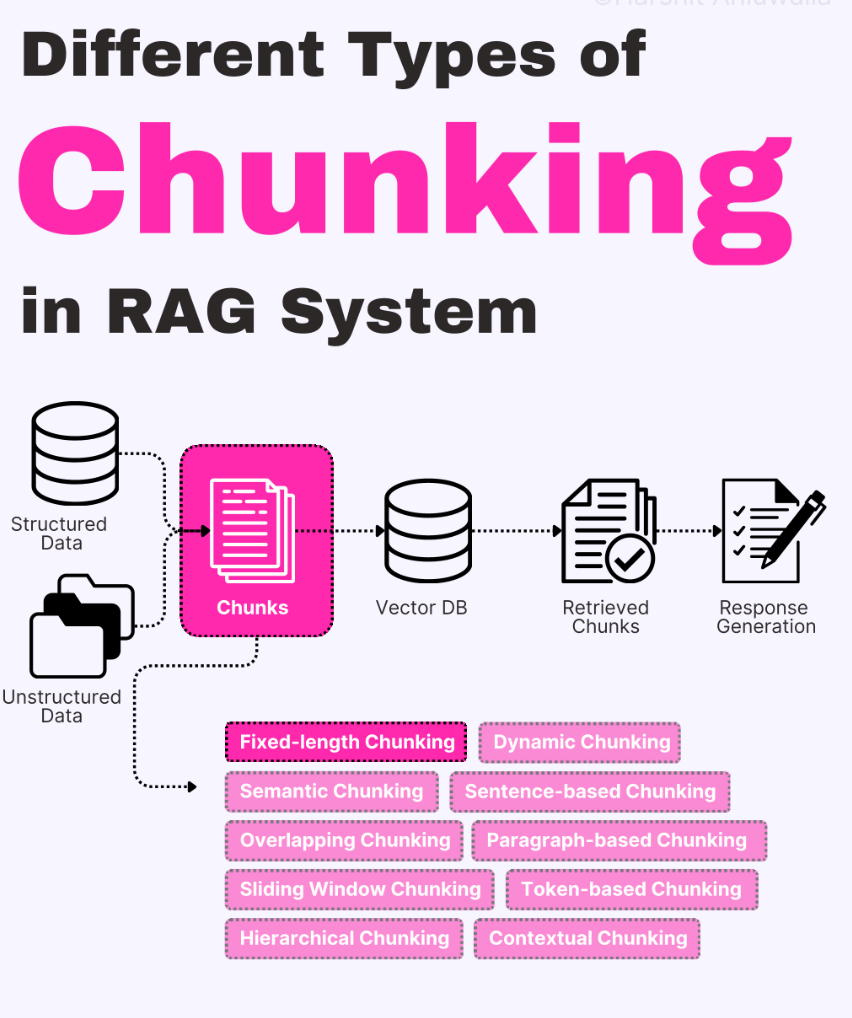 Different Types of
Chunking
in RAG System
Structured
Data
Chunks
Vector DB
Retrieved
Chunks
Response
Generation
Unstructured
Data
Fixed-length Chunking
Dynamic Chunking
Semantic Chunking
Sentence-based Chunking
Overlapping Chunking
Paragraph-based Chunking
Sliding Window Chunking
Token-based Chunking
Hierarchical Chunking
Contextual Chunking